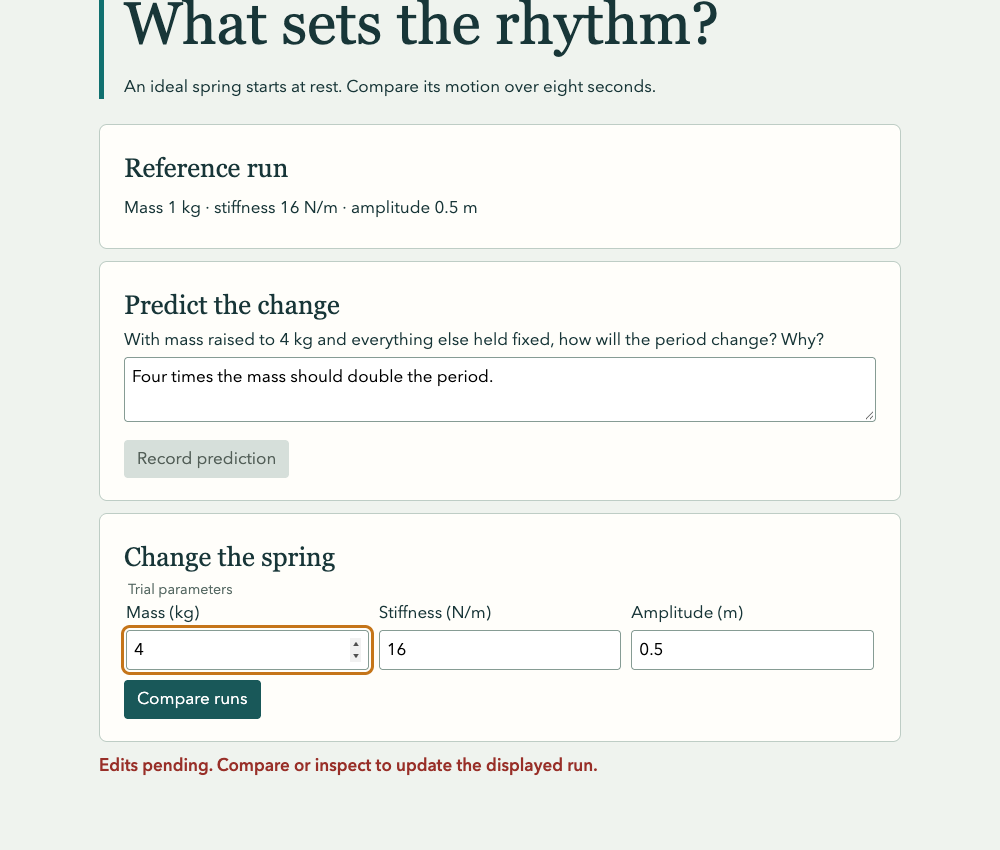 What sets the rhythm?
An ideal spring starts at rest. Compare its motion over eight seconds.
Reference run
Mass 1 kg · stiffness 16 N/m · amplitude 0.5 m
Predict the change
With mass raised to 4 kg and everything else held fixed, how will the period change? Why?
Four times the mass should double the period.
Record prediction
Change the spring
Trial parameters
Mass (kg) Stiffness (N/m) Amplitude (m)
4 16 0.5
Compare runs
Edits pending. Compare or inspect to update the displayed run.